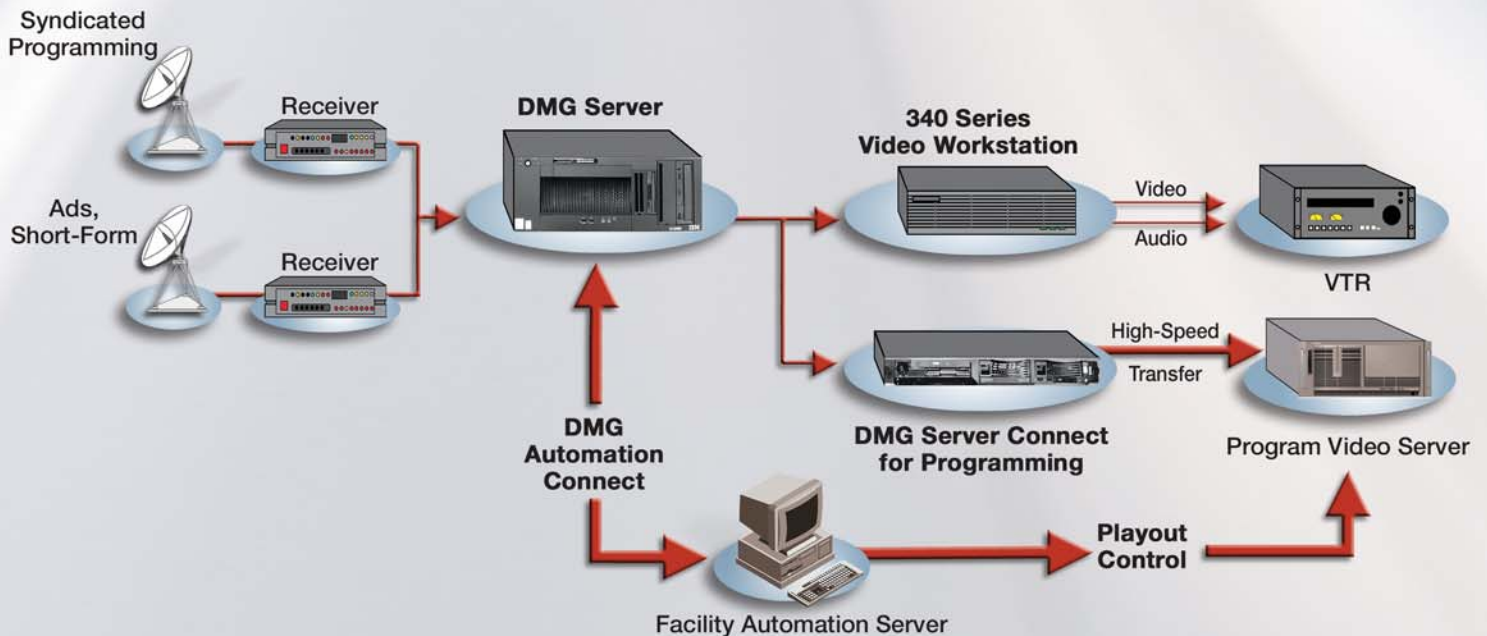 Syndicated
Programming
Receiver
DMG Server
340 Series
Video Workstation
Video
Audio
VTR
Ads,
Short-Form
Receiver
High-Speed
Transfer
DMG Server Connect
for Programming
Program Video Server
DMG
Automation
Connect
Playout
Control
Facility Automation Server